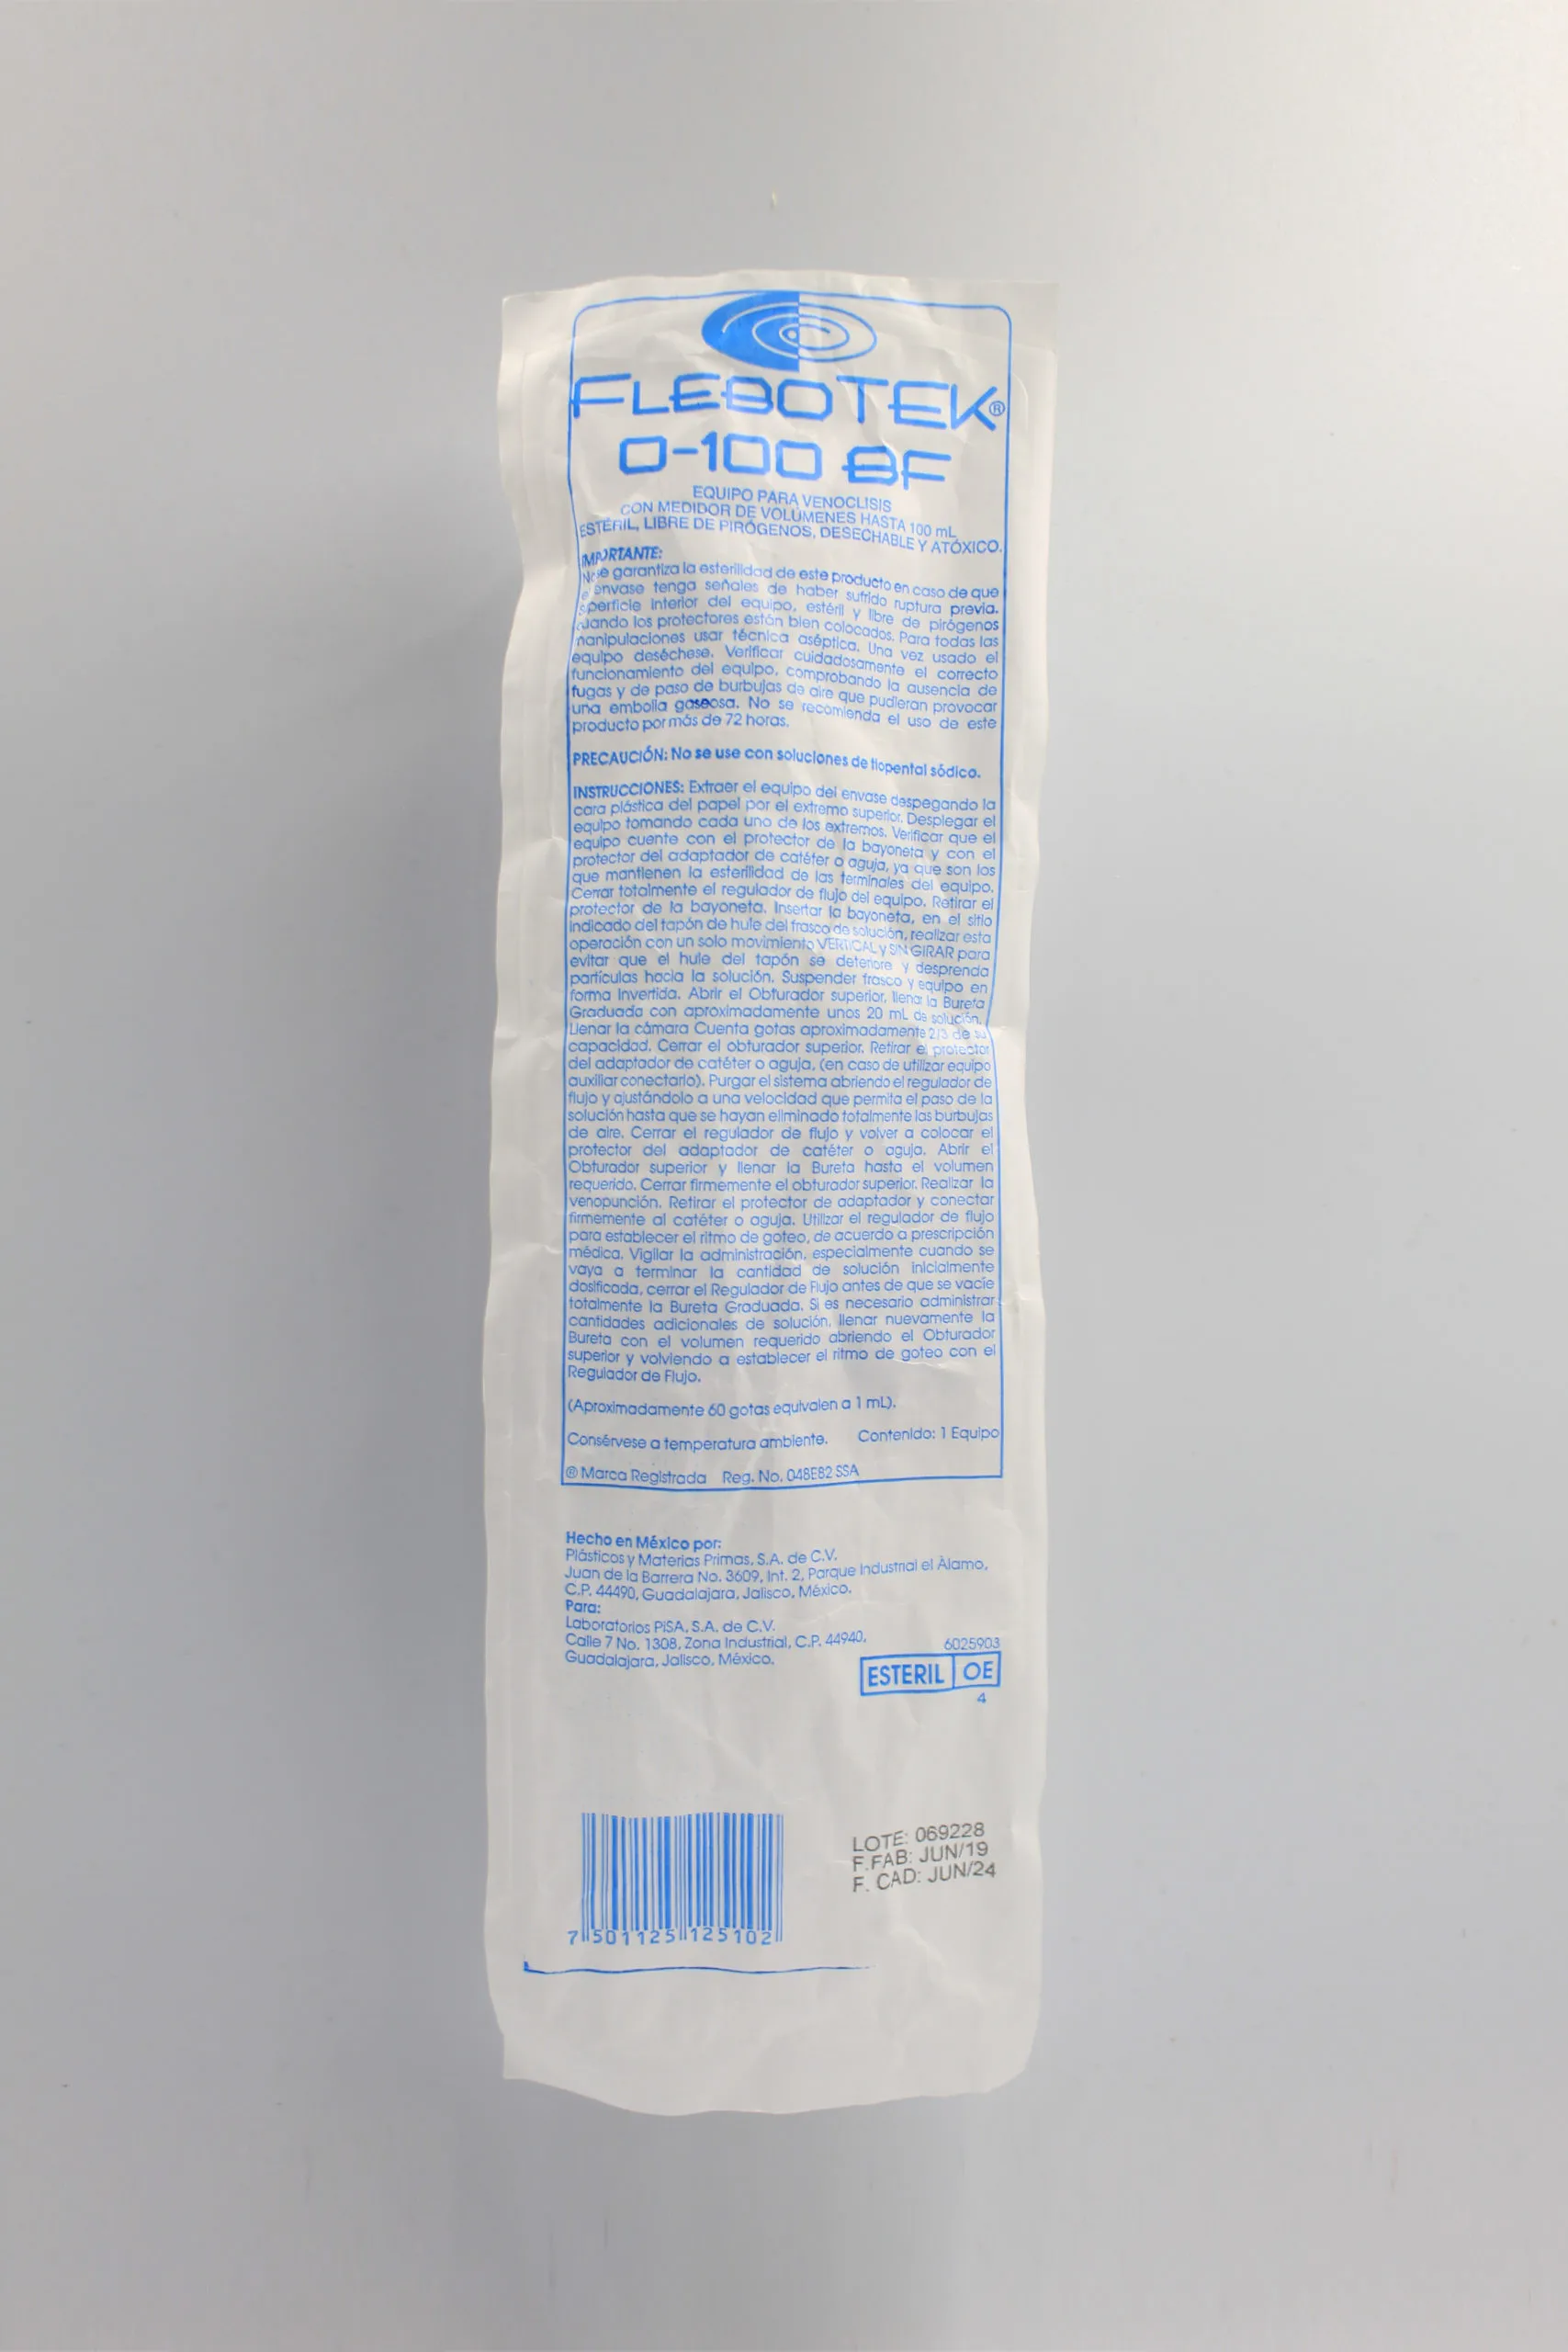 FLEBOTEK®
0-100 BF
EQUIPO PARA VENOCLISIS
CON MEDIDOR DE VOLÚMENES HASTA 100 mL
ESTÉRIL, LIBRE DE PIRÓGENOS, DESECHABLE Y ATÓXICO.
IMPORTANTE:
No se garantiza la esterilidad de este producto en caso de que
envase tenga señales de haber sufrido ruptura previa.
Superficie interior del equipo, estéril y libre de pirógenos
cuando los protectores están bien colocados. Para todas las
manipulaciones usar técnica aséptica. Una vez usado el
equipo deséchese. Verificar cuidadosamente el correcto
funcionamiento del equipo, comprobando la ausencia de
fugas y de paso de burbujas de aire que pudieran provocar
una embolia gaseosa. No se recomienda el uso de este
producto por más de 72 horas.
PRECAUCIÓN: No se use con soluciones de tiopental sódico.
INSTRUCCIONES: Extraer el equipo del envase despegando la
cara plástica del papel por el extremo superior. Desplegar el
equipo tomando cada uno de los extremos. Verificar que el
equipo cuente con el protector de la bayoneta y con el
protector del adaptador de catéter o aguja, ya que son los
que mantienen la esterilidad de las terminales del equipo.
Cerrar totalmente el regulador de flujo del equipo. Retirar el
protector de la bayoneta. Insertar la bayoneta, en el sitio
indicado del tapón de hule del frasco de solución, realizar esta
operación con un solo movimiento VERTICAL y SIN GIRAR para
evitar que el hule del tapón se deteriore y desprenda
partículas hacia la solución. Suspender frasco y equipo en
forma invertida. Abrir el Obturador superior, llenar la Bureta
Graduada con aproximadamente unos 20 mL de solución.
Llenar la cámara Cuenta gotas aproximadamente 2/3 de su
capacidad. Cerrar el obturador superior. Retirar el protector
del adaptador de catéter o aguja, (en caso de utilizar equipo
auxiliar conectarlo). Purgar el sistema abriendo el regulador de
flujo y ajustándolo a una velocidad que permita el paso de la
solución hasta que se hayan eliminado totalmente las burbujas
de aire. Cerrar el regulador de flujo y volver a colocar el
protector del adaptador de catéter o aguja. Abrir el
Obturador superior y llenar la Bureta hasta el volumen
requerido. Cerrar firmemente el obturador superior. Realizar la
venopunción. Retirar el protector de adaptador y conectar
firmemente al catéter o aguja. Utilizar el regulador de flujo
para establecer el ritmo de goteo, de acuerdo a prescripción
médica. Vigilar la administración, especialmente cuando se
vaya a terminar la cantidad de solución inicialmente
dosificada, cerrar el Regulador de Flujo antes de que se vacíe
totalmente la Bureta Graduada. Si es necesario administrar
cantidades adicionales de solución, llenar nuevamente la
Bureta con el volumen requerido abriendo el Obturador
superior y volviendo a establecer el ritmo de goteo con el
Regulador de Flujo.
(Aproximadamente 60 gotas equivalen a 1 mL).
Consérvese a temperatura ambiente. Contenido: 1 Equipo
® Marca Registrada Reg. No. 048E82 SSA
Hecho en México por:
Plásticos y Materias Primas, S.A. de C.V.
Juan de la Barrera No. 3609, Int. 2, Parque Industrial el Álamo,
C.P. 44490, Guadalajara, Jalisco, México.
Para:
Laboratorios PiSA, S.A. de C.V.
Calle 7 No. 1308, Zona Industrial, C.P. 44940,
Guadalajara, Jalisco, México.
6025903
ESTERIL OE
4
LOTE: 069228
F.FAB: JUN/19
F. CAD: JUN/24
7 501125 125102